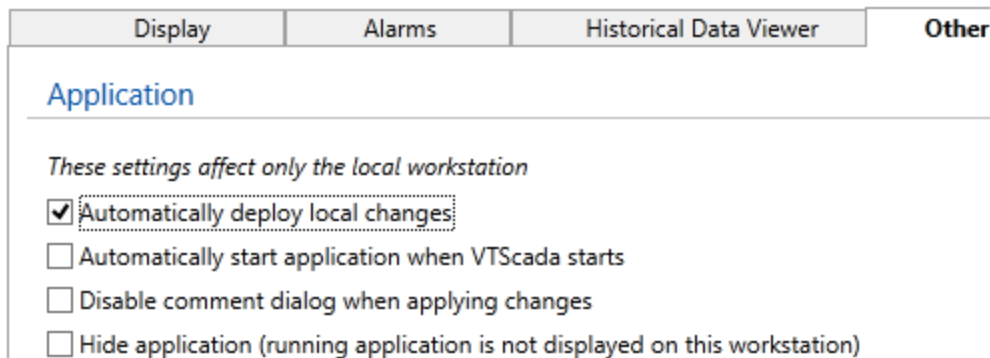 Display Alarms Historical Data Viewer Other
Application
These settings affect only the local workstation
Automatically deploy local changes
Automatically start application when VTScada starts
Disable comment dialog when applying changes
Hide application (running application is not displayed on this workstation)